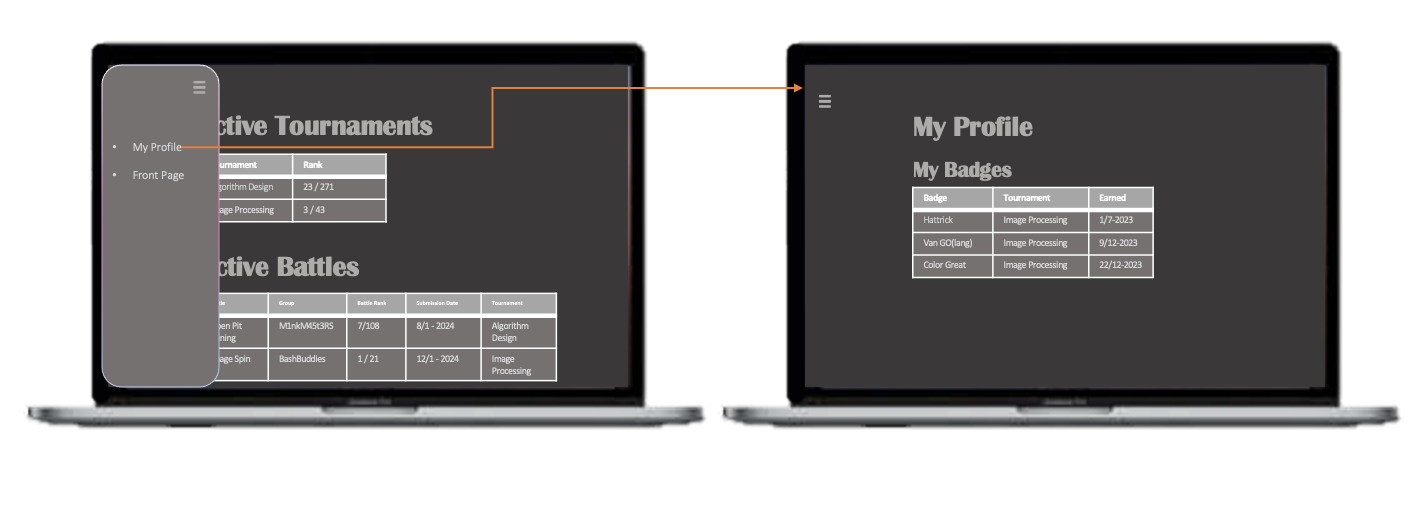 My Profile
Front Page
ctive Tournaments
urnament Rank
gorithm Design 23 / 271
age Processing 3 / 43
ctive Battles
Group Battle Rank Submission Date Tournament
en Pit M1nkM45t3RS 7/108 8/1 - 2024 Algorithm
ning Design
age Spin BashBuddies 1 / 21 12/1 - 2024 Image
Processing
My Profile
My Badges
Badge Tournament Earned
Hattrick Image Processing 1/7-2023
Van GO(lang) Image Processing 9/12-2023
Color Great Image Processing 22/12-2023